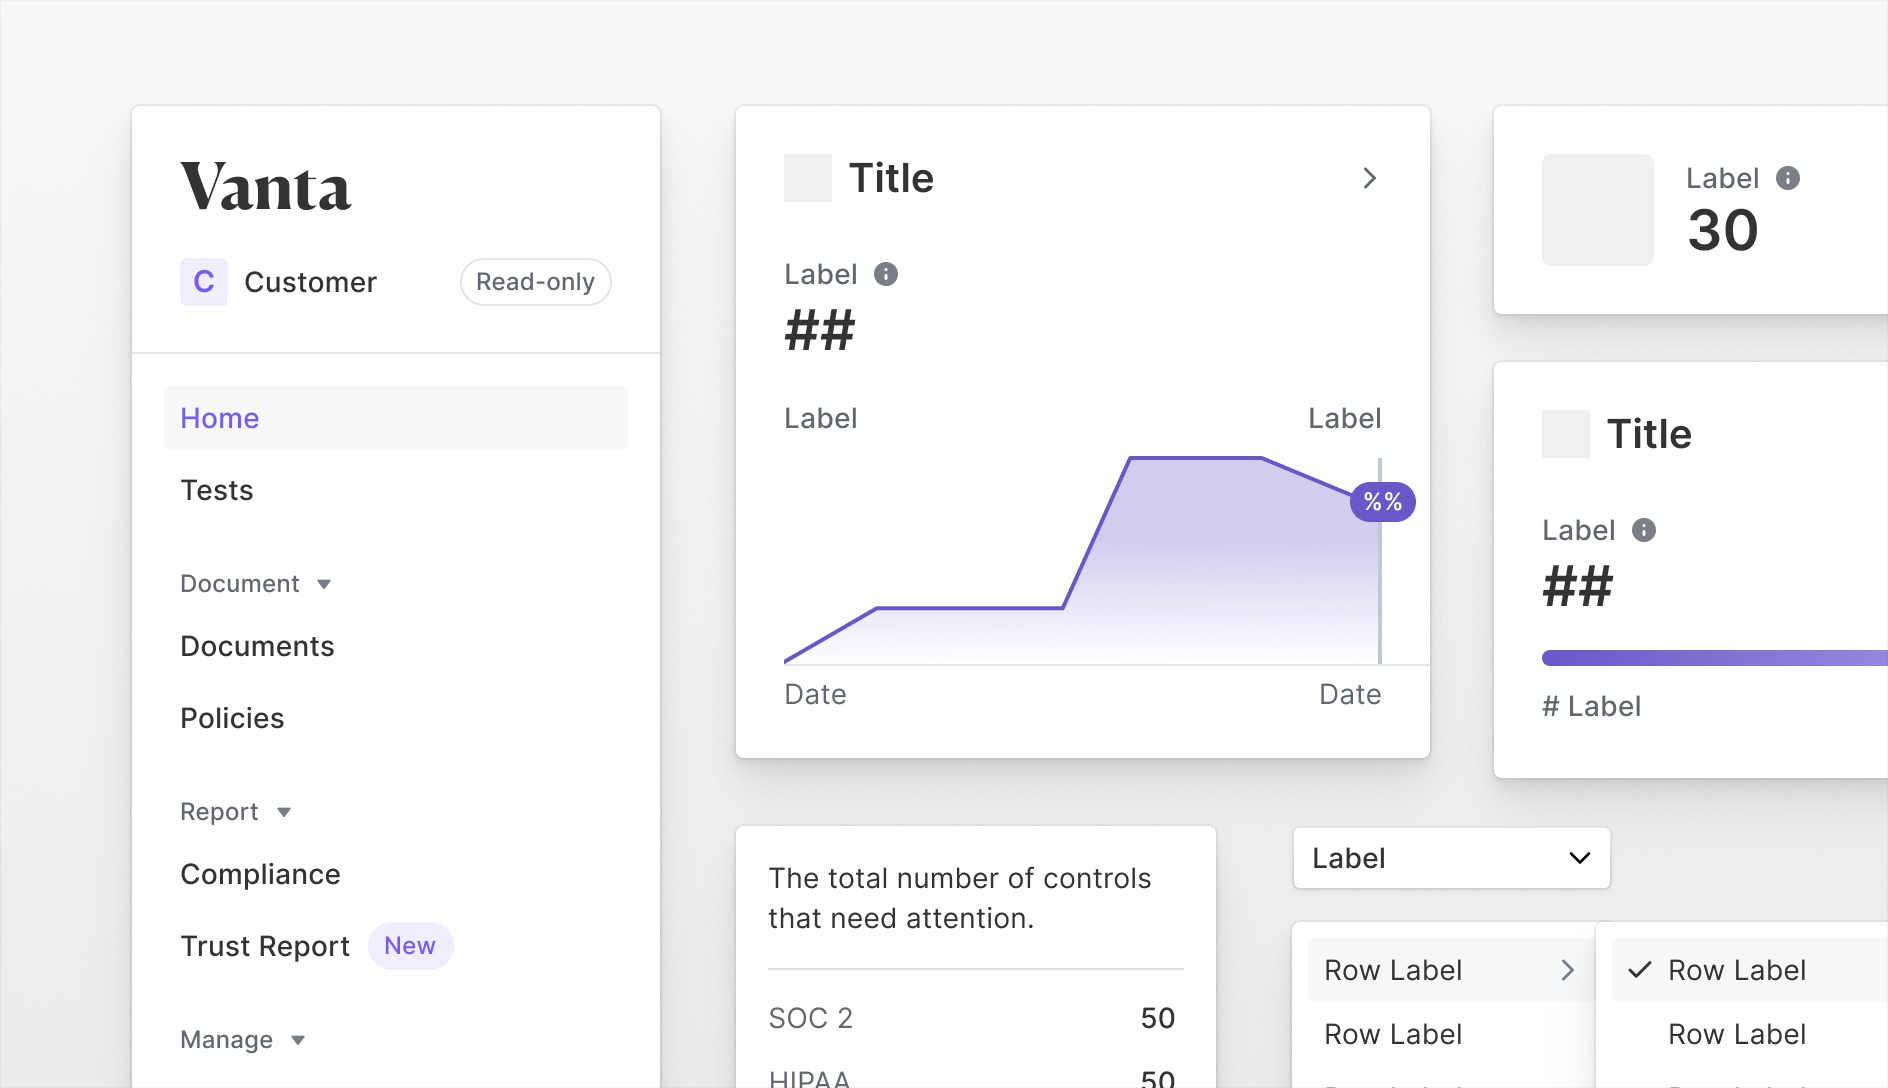 Vanta
C Customer Read-only
Home
Tests
Document
Documents
Policies
Report
Compliance
Trust Report New
Manage
Title
Label
##
Label Label
%%
Date Date
Label
30
Title
Label
##
# Label
The total number of controls
that need attention.
SOC 2 50
HIPAA 50
Label
Row Label
Row Label
Row Label
Row Label